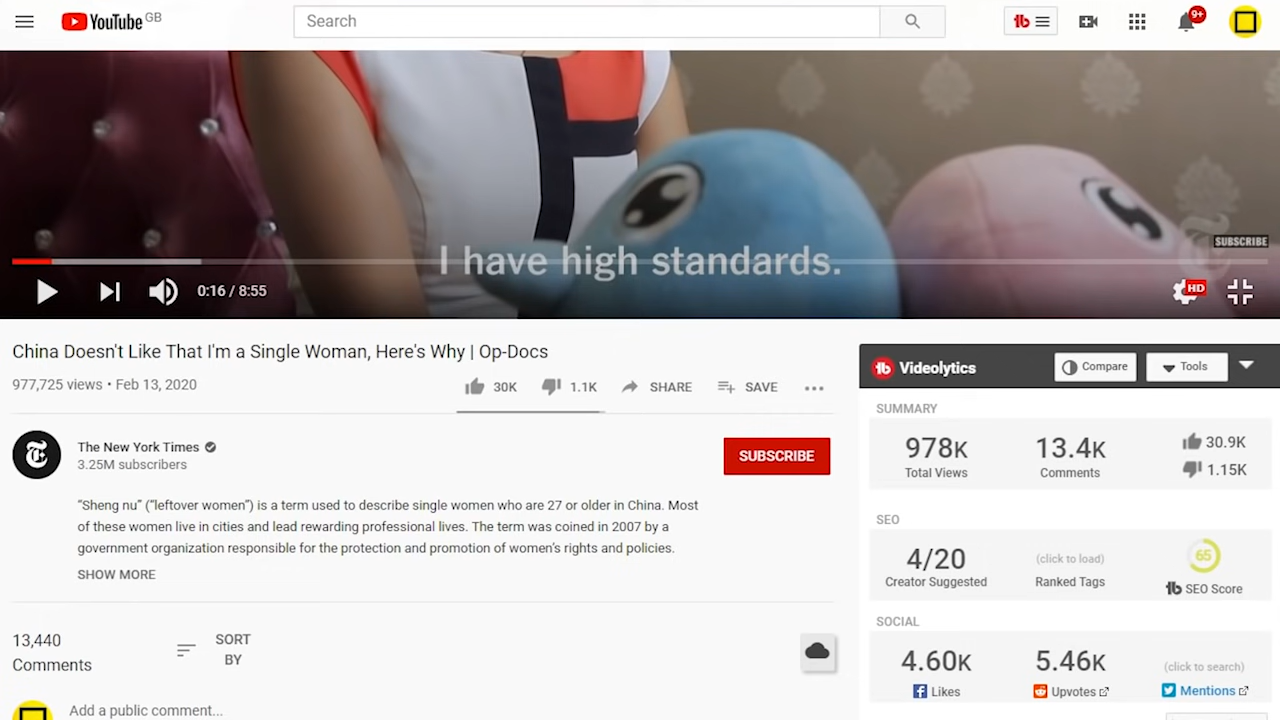 YouTube GB
Search
9+
SUBSCRIBE
I have high standards.
0:16 / 8:55
HD
China Doesn't Like That I'm a Single Woman, Here's Why | Op-Docs
977,725 views • Feb 13, 2020
30K
1.1K
SHARE
SAVE
The New York Times
3.25M subscribers
SUBSCRIBE
“Sheng nu” (“leftover women”) is a term used to describe single women who are 27 or older in China. Most
of these women live in cities and lead rewarding professional lives. The term was coined in 2007 by a
government organization responsible for the protection and promotion of women’s rights and policies.
SHOW MORE
13,440
Comments
SORT
BY
Add a public comment...
tb Videolytics
Compare
Tools
SUMMARY
978K
Total Views
13.4K
Comments
30.9K
1.15K
SEO
4/20
Creator Suggested
(click to load)
Ranked Tags
65
tb SEO Score
SOCIAL
4.60K
Likes
5.46K
Upvotes
(click to search)
Mentions